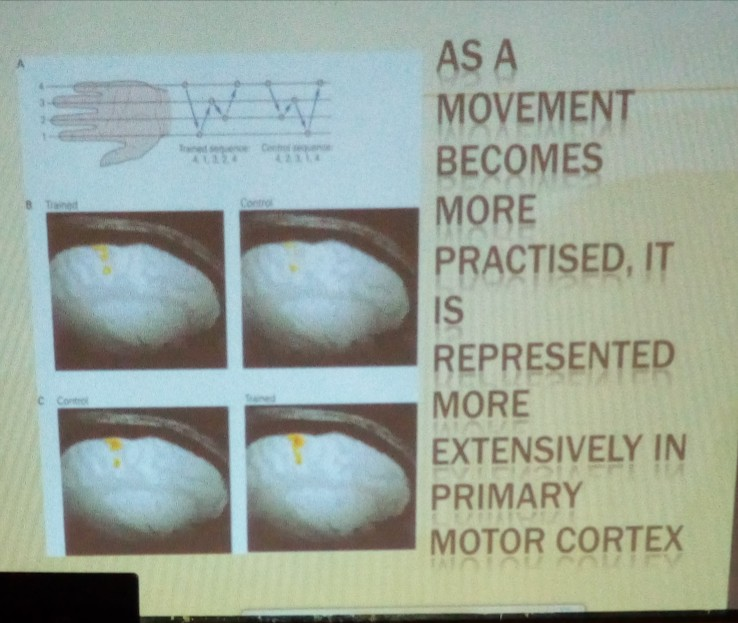 A
4
3
2
1
Trained sequence Control sequence
4, 1, 3, 2, 4 4, 2, 3, 1, 4
B Trained Control
C Control Trained
AS A
MOVEMENT
BECOMES
MORE
PRACTISED, IT
IS
REPRESENTED
MORE
EXTENSIVELY IN
PRIMARY
MOTOR CORTEX